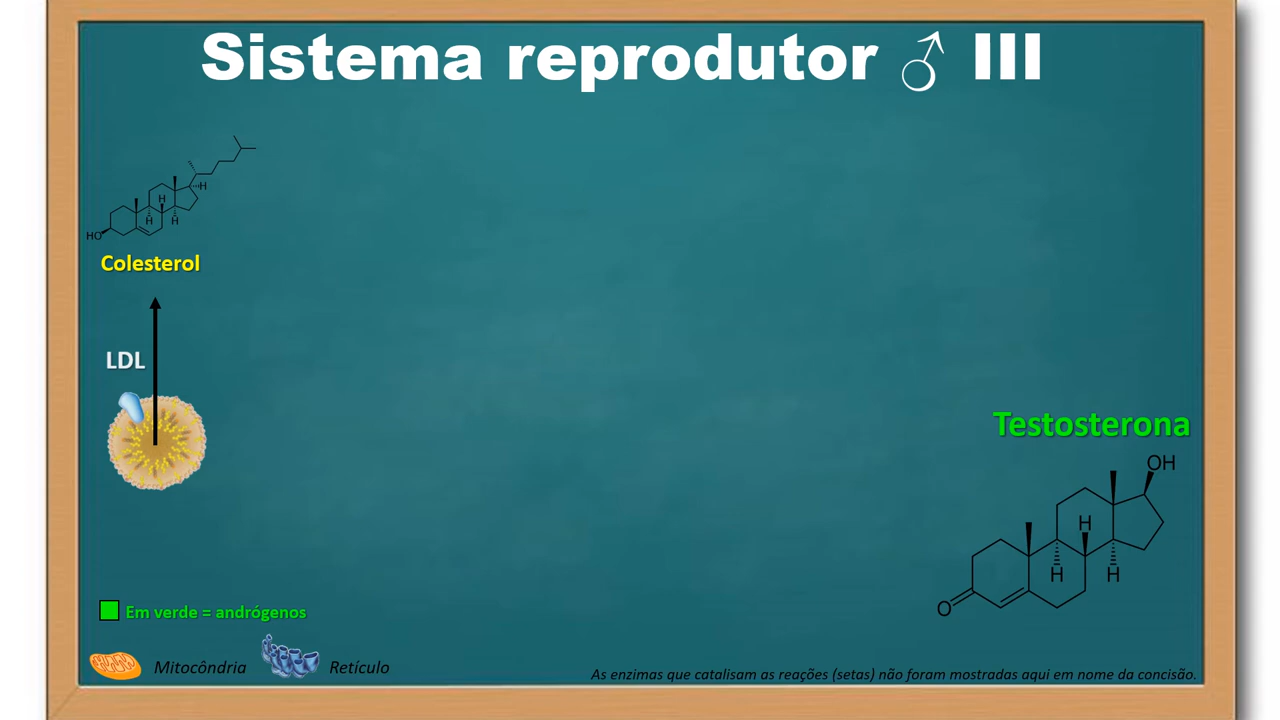 Sistema reprodutor ♂ III
H
H
H
H
HO
Colesterol
LDL
Testosterona
OH
H
H
H
O
Em verde = andrógenos
Mitocôndria
Retículo
As enzimas que catalisam as reações (setas) não foram mostradas aqui em nome da concisão.